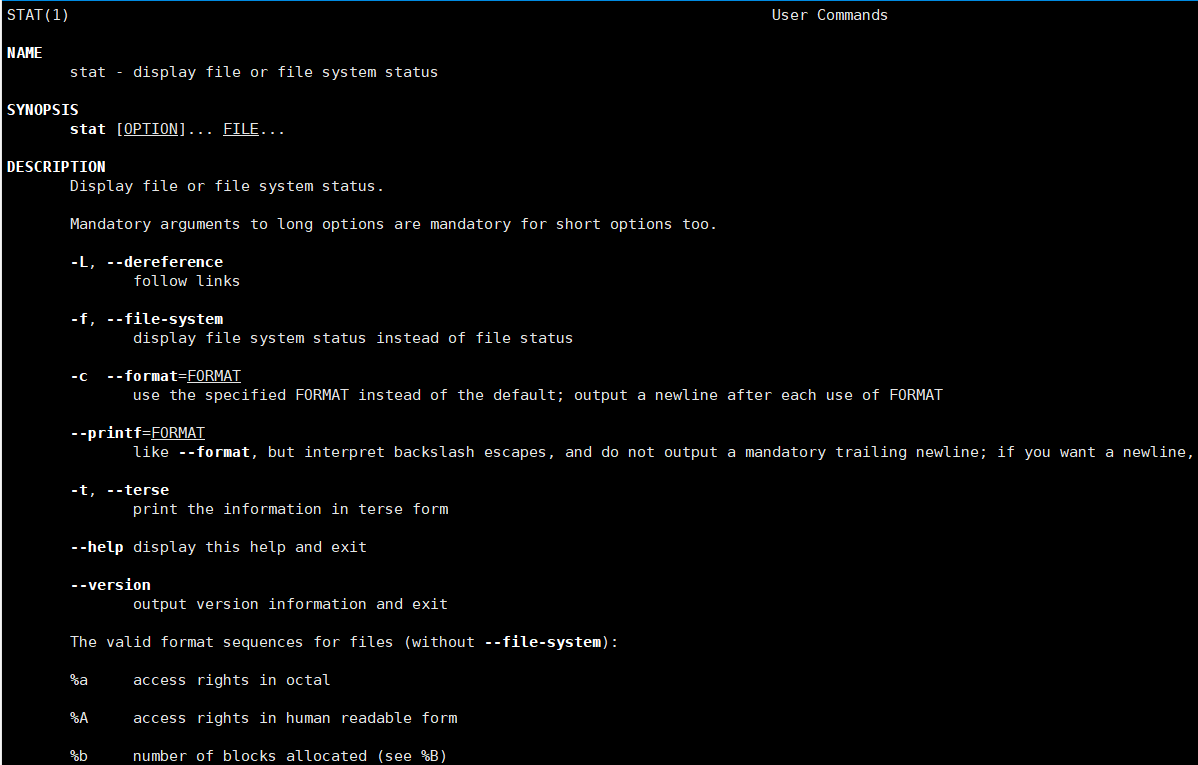 STAT(1) User Commands
NAME
stat - display file or file system status
SYNOPSIS
stat [OPTION]... FILE...
DESCRIPTION
Display file or file system status.
Mandatory arguments to long options are mandatory for short options too.
-L, --dereference
follow links
-f, --file-system
display file system status instead of file status
-c  --format=FORMAT
use the specified FORMAT instead of the default; output a newline after each use of FORMAT
--printf=FORMAT
like --format, but interpret backslash escapes, and do not output a mandatory trailing newline; if you want a newline,
-t, --terse
print the information in terse form
--help display this help and exit
--version
output version information and exit
The valid format sequences for files (without --file-system):
%a access rights in octal
%A access rights in human readable form
%b number of blocks allocated (see %B)